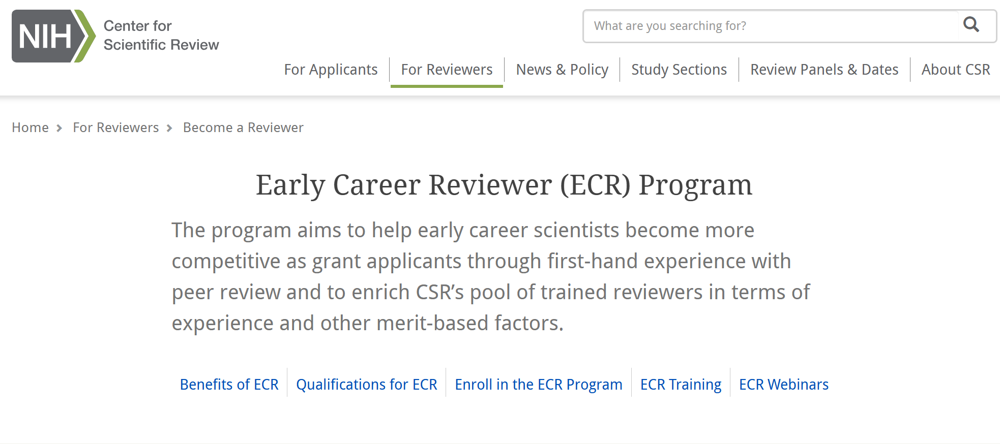 NIH
Center for
Scientific Review
What are you searching for?
For Applicants
For Reviewers
News & Policy
Study Sections
Review Panels & Dates
About CSR
Home
For Reviewers
Become a Reviewer
Early Career Reviewer (ECR) Program
The program aims to help early career scientists become more
competitive as grant applicants through first-hand experience with
peer review and to enrich CSR’s pool of trained reviewers in terms of
experience and other merit-based factors.
Benefits of ECR
Qualifications for ECR
Enroll in the ECR Program
ECR Training
ECR Webinars